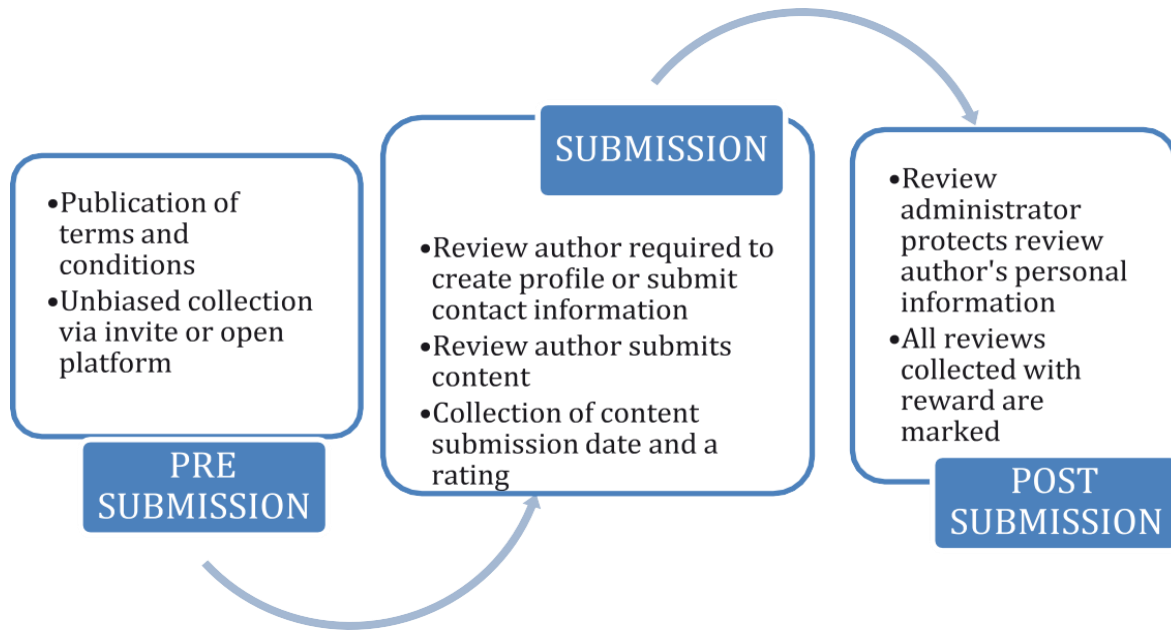 •Publication of
terms and
conditions
•Unbiased collection
via invite or open
platform
PRE
SUBMISSION
SUBMISSION
•Review author required to
create profile or submit
contact information
•Review author submits
content
•Collection of content
submission date and a
rating
•Review
administrator
protects review
author's personal
information
•All reviews
collected with
reward are
marked
POST
SUBMISSION